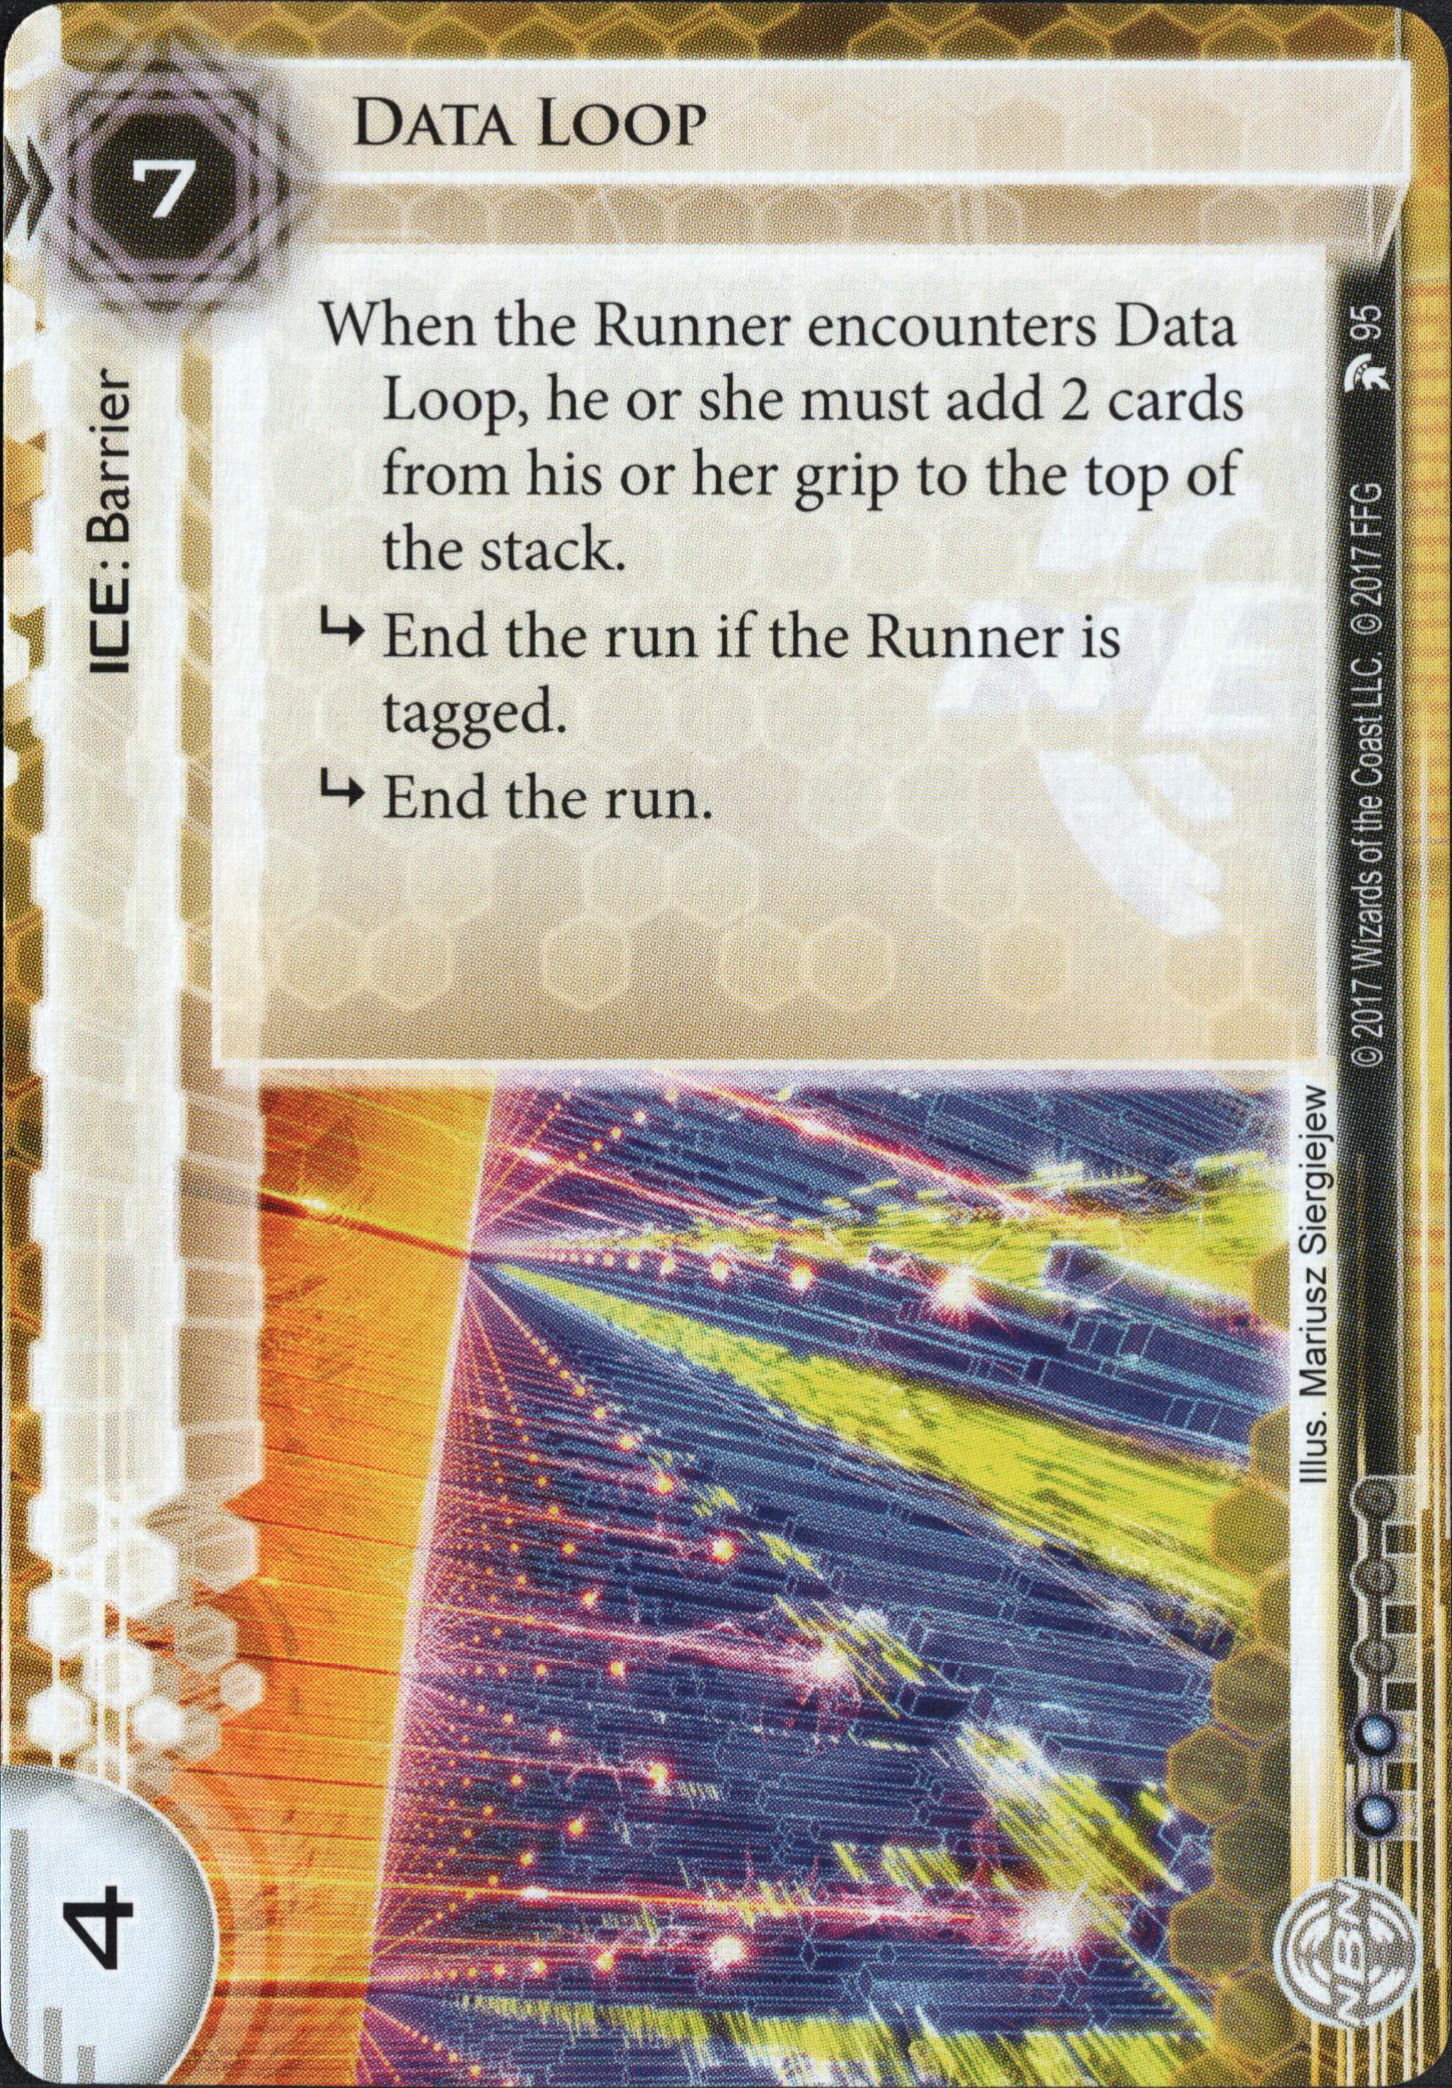 7
DATA LOOP
ICE: Barrier
When the Runner encounters Data
Loop, he or she must add 2 cards
from his or her grip to the top of
the stack.
↳ End the run if the Runner is
tagged.
↳ End the run.
4
Illus. Mariusz Siergiejew
© 2017 Wizards of the Coast LLC. © 2017 FFG 95
NBN